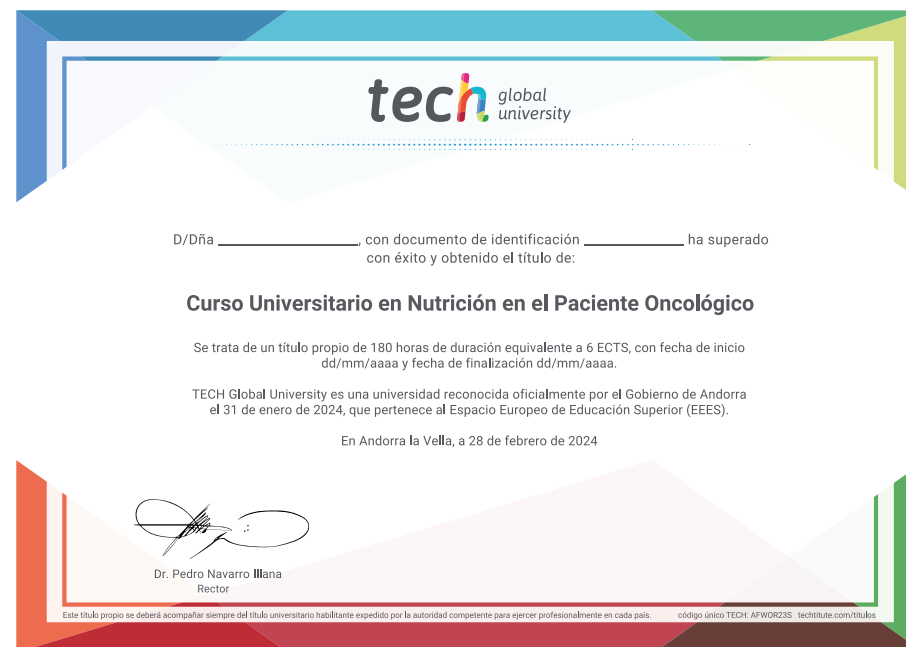 tech global university
D/Dña ____________________, con documento de identificación ______________ ha superado
con éxito y obtenido el título de:
Curso Universitario en Nutrición en el Paciente Oncológico
Se trata de un título propio de 180 horas de duración equivalente a 6 ECTS, con fecha de inicio
dd/mm/aaaa y fecha de finalización dd/mm/aaaa.
TECH Global University es una universidad reconocida oficialmente por el Gobierno de Andorra
el 31 de enero de 2024, que pertenece al Espacio Europeo de Educación Superior (EEES).
En Andorra la Vella, a 28 de febrero de 2024
Dr. Pedro Navarro Illana
Rector
Este título propio se deberá acompañar siempre del título universitario habilitante expedido por la autoridad competente para ejercer profesionalmente en cada país. código único TECH: AFWOR23S techtitute.com/titulos